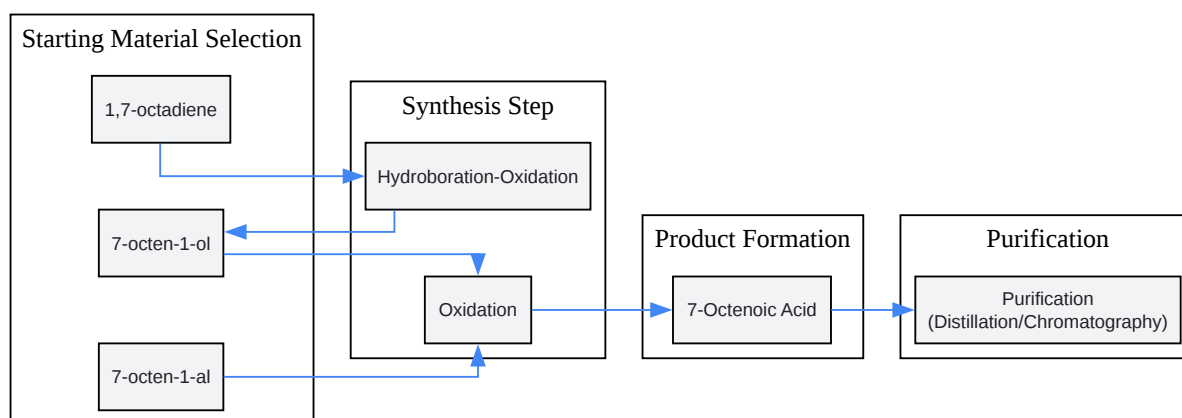 Starting Material Selection
1,7-octadiene
7-octen-1-ol
7-octen-1-al
Synthesis Step
Hydroboration-Oxidation
Oxidation
Product Formation
7-Octenoic Acid
Purification
Purification
(Distillation/Chromatography)